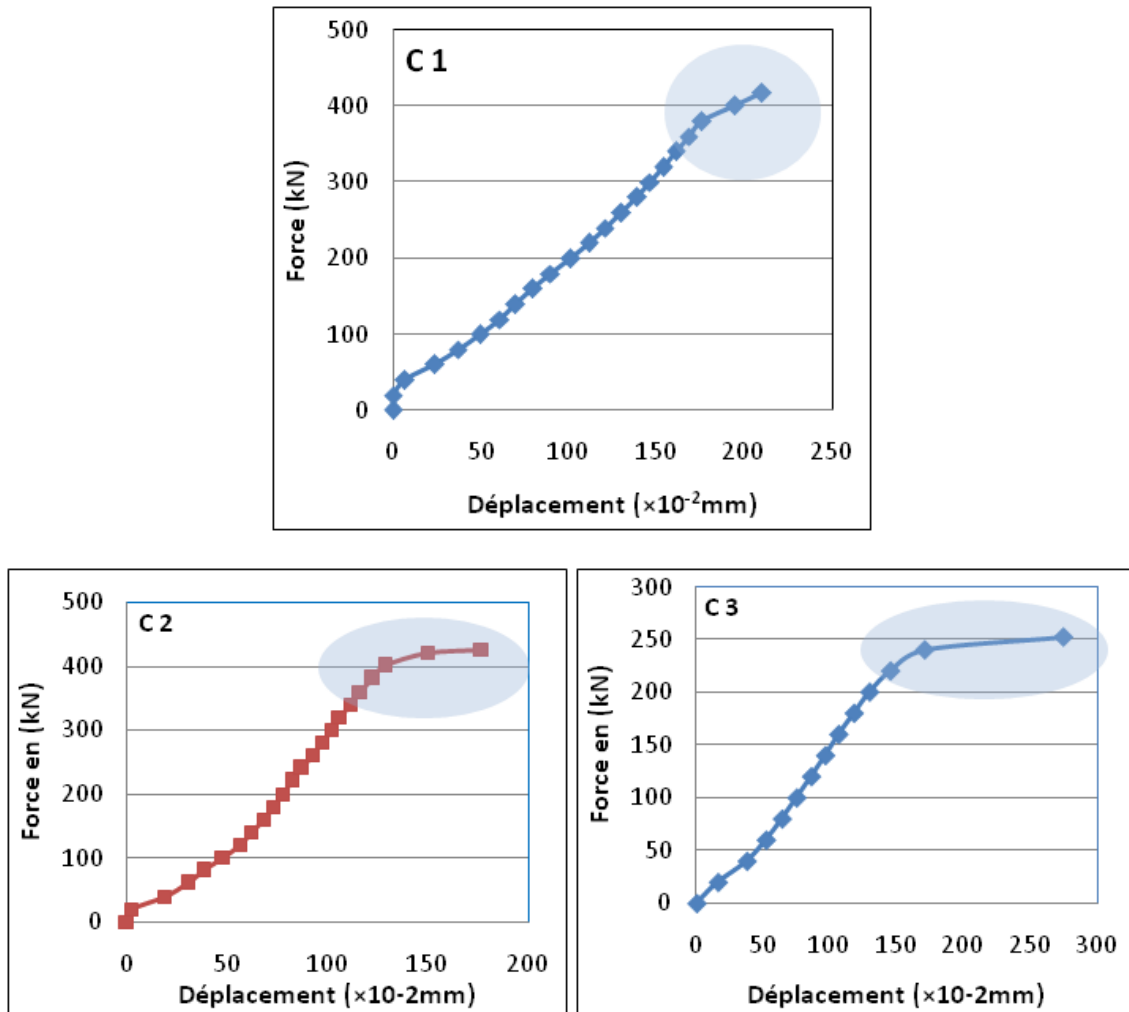 C 1
Force (kN)
500
400
300
200
100
0
0 50 100 150 200 250
Déplacement (×10⁻²mm)
C 2
Force en (kN)
500
400
300
200
100
0
0 50 100 150 200
Déplacement (×10-2mm)
C 3
Force en (kN)
300
250
200
150
100
50
0
0 50 100 150 200 250 300
Déplacement (×10-2mm)